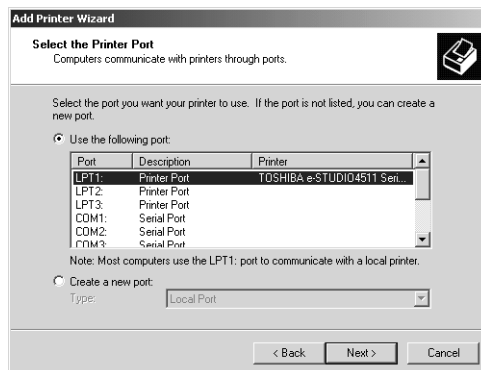 Add Printer Wizard
Select the Printer Port
Computers communicate with printers through ports.
Select the port you want your printer to use. If the port is not listed, you can create a
new port.
Use the following port:
Port Description Printer
LPT1: Printer Port TOSHIBA e-STUDIO4511 Seri...
LPT2: Printer Port
LPT3: Printer Port
COM1: Serial Port
COM2: Serial Port
COM3: Serial Port
Note: Most computers use the LPT1: port to communicate with a local printer.
Create a new port:
Type: Local Port
< Back Next > Cancel